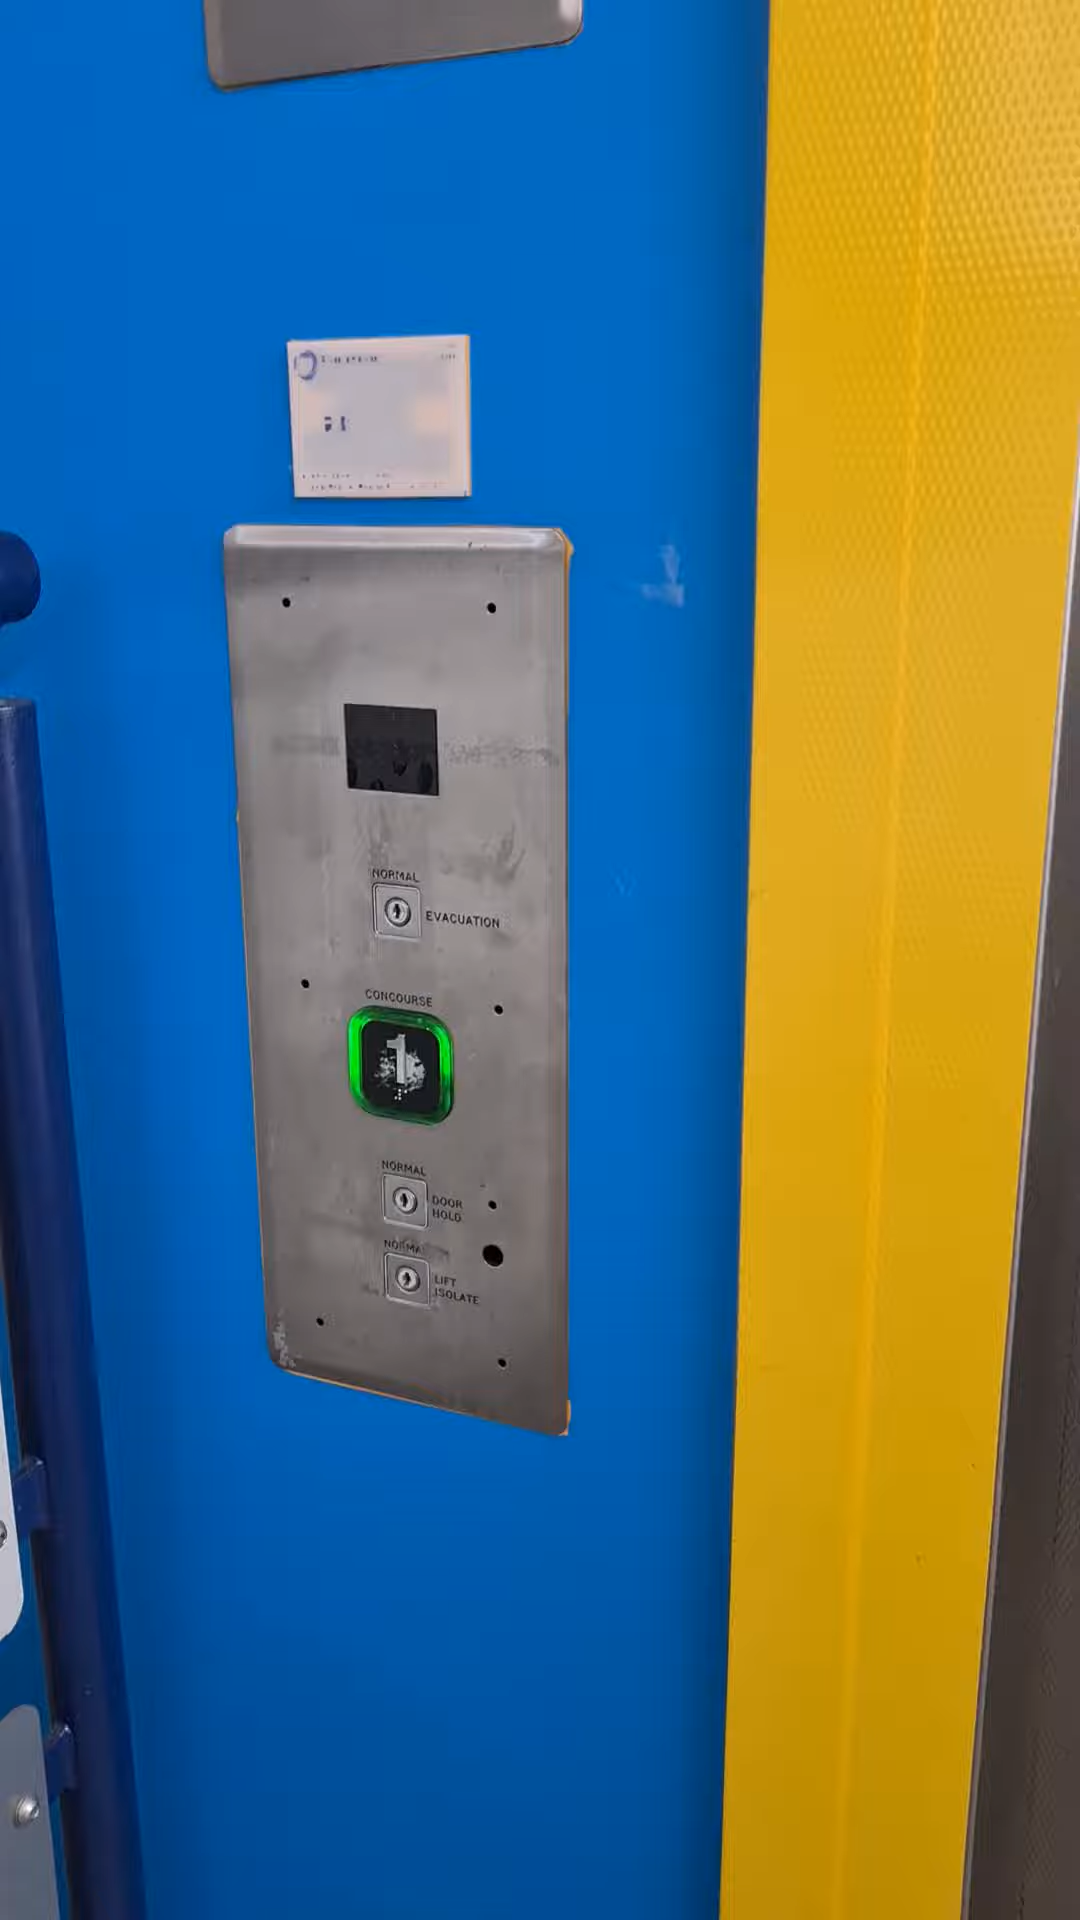 NORMAL
EVACUATION
CONCOURSE
1
NORMAL
DOOR
HOLD
NORMAL
LIFT
ISOLATE